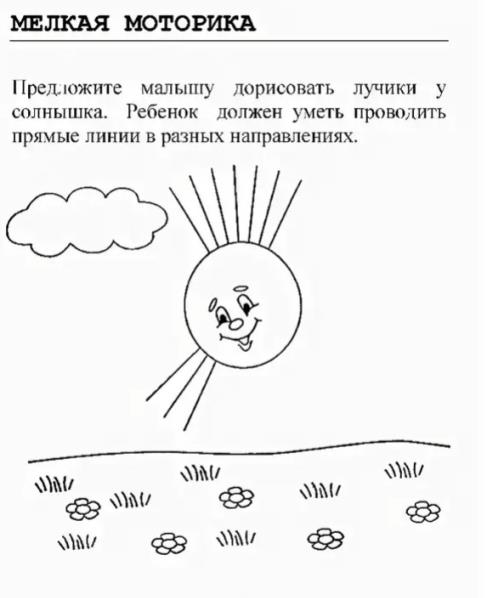 МЕЛКАЯ МОТОРИКА
Предложите малышу дорисовать лучики у
солнышка. Ребенок должен уметь проводить
прямые линии в разных направлениях.